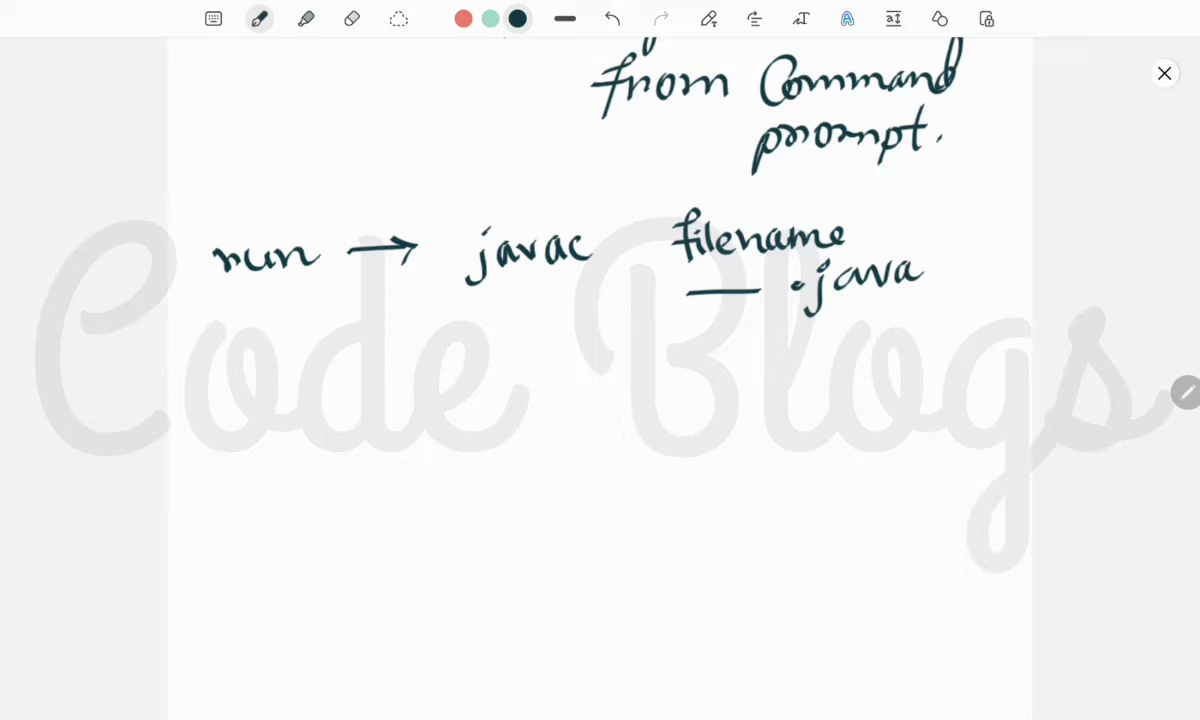 from Command
prompt.
run → javac filename
— .java
Code Blogs